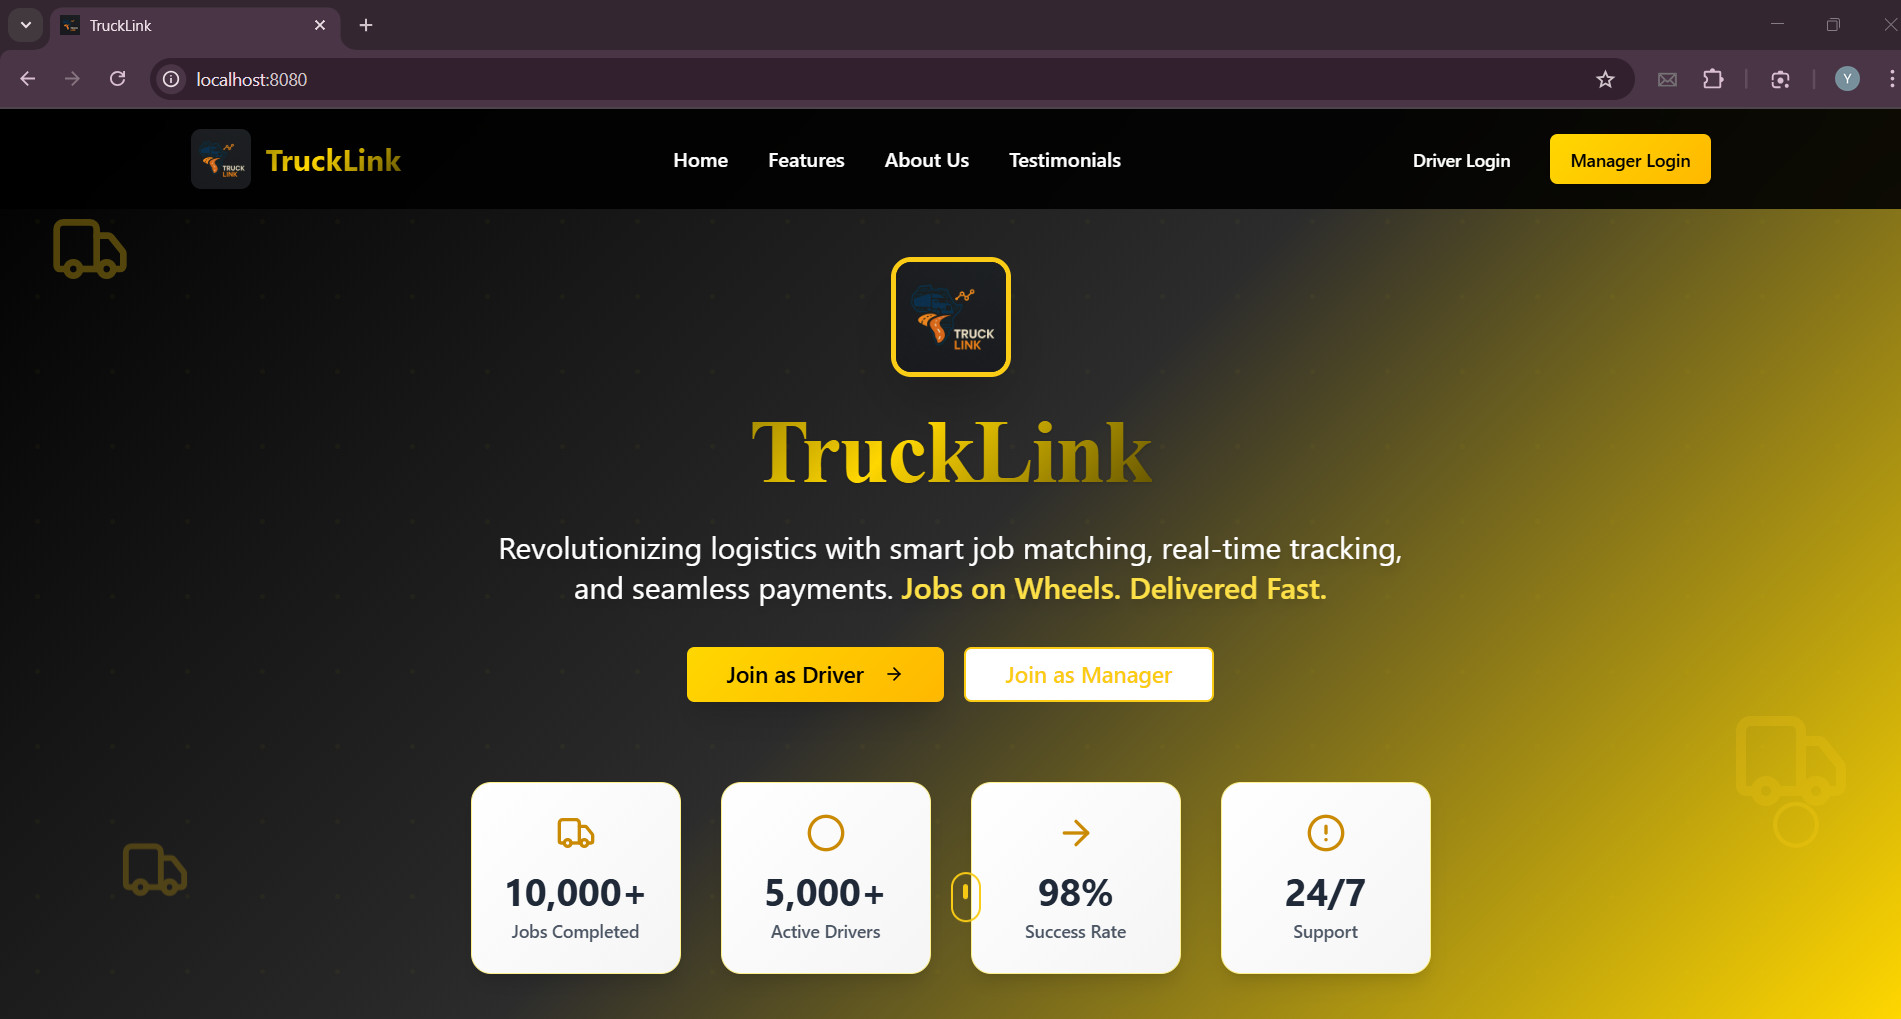 TruckLink
localhost:8080
Y
TRUCK
LINK
TruckLink
Home
Features
About Us
Testimonials
Driver Login
Manager Login
TRUCK
LINK
TruckLink
Revolutionizing logistics with smart job matching, real-time tracking,
and seamless payments. Jobs on Wheels. Delivered Fast.
Join as Driver →
Join as Manager
10,000+
Jobs Completed
5,000+
Active Drivers
98%
Success Rate
24/7
Support